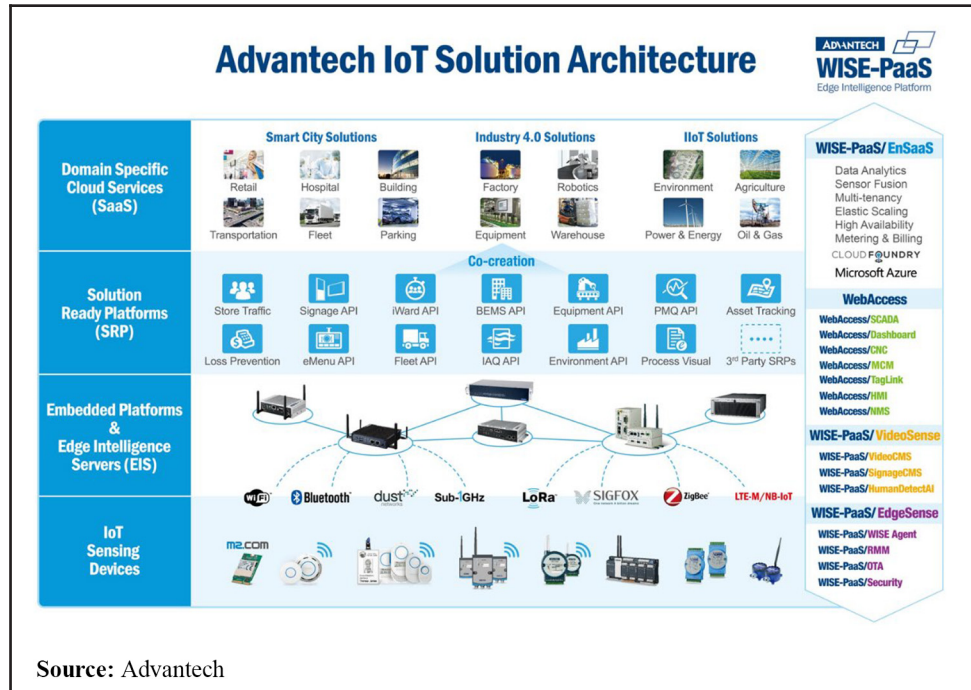 Advantech IoT Solution Architecture
ADVANTECH
WISE-PaaS
Edge Intelligence Platform
Domain Specific
Cloud Services
(SaaS)
Smart City Solutions
Industry 4.0 Solutions
IIoT Solutions
Retail
Hospital
Building
Factory
Robotics
Environment
Agriculture
Transportation
Fleet
Parking
Equipment
Warehouse
Power & Energy
Oil & Gas
Solution
Ready Platforms
(SRP)
Co-creation
Store Traffic
Signage API
iWard API
BEMS API
Equipment API
PMQ API
Asset Tracking
Loss Prevention
eMenu API
Fleet API
IAQ API
Environment API
Process Visual
3rd Party SRPs
Embedded Platforms
&
Edge Intelligence
Servers (EIS)
WiFi
Bluetooth
dust
networks
Sub-1GHz
LoRa
SIGFOX
ZigBee
LTE-M/NB-IoT
IoT
Sensing
Devices
M2.COM
WISE-PaaS/EnSaaS
Data Analytics
Sensor Fusion
Multi-tenancy
Elastic Scaling
High Availability
Metering & Billing
CLOUD FOUNDRY
Microsoft Azure
WebAccess
WebAccess/SCADA
WebAccess/Dashboard
WebAccess/CNC
WebAccess/MCM
WebAccess/TagLink
WebAccess/HMI
WebAccess/NMS
WISE-PaaS/VideoSense
WISE-PaaS/VideoCMS
WISE-PaaS/SignageCMS
WISE-PaaS/HumanDetectAI
WISE-PaaS/EdgeSense
WISE-PaaS/WISE Agent
WISE-PaaS/RMM
WISE-PaaS/OTA
WISE-PaaS/Security
Source: Advantech